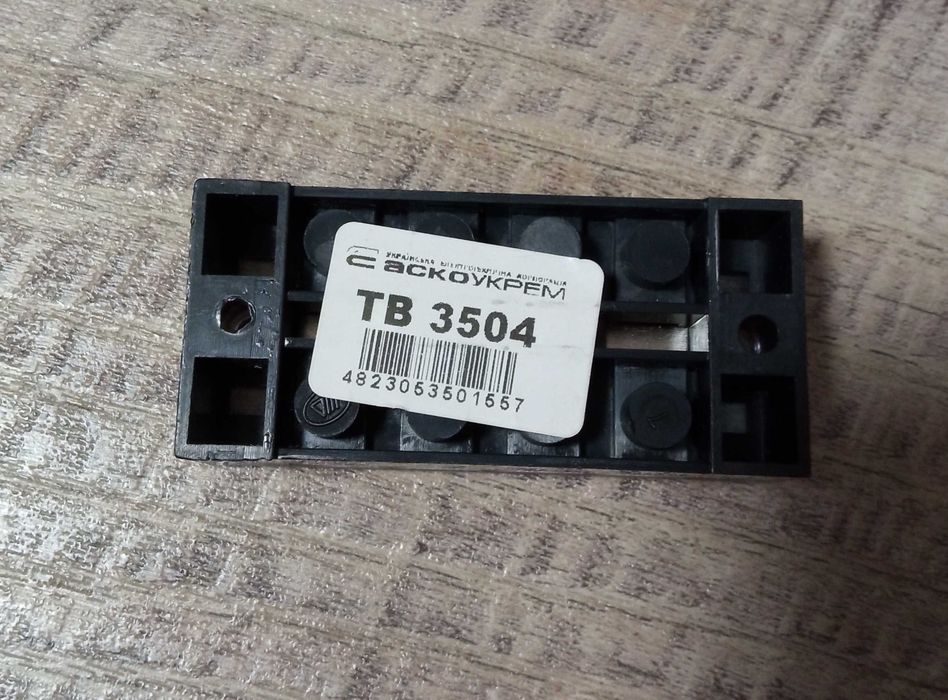 УКРАЇНСЬКА ЕЛЕКТРОТЕХНІЧНА КОРПОРАЦІЯ
АСКОУКРЕМ
TB 3504
4823053501557